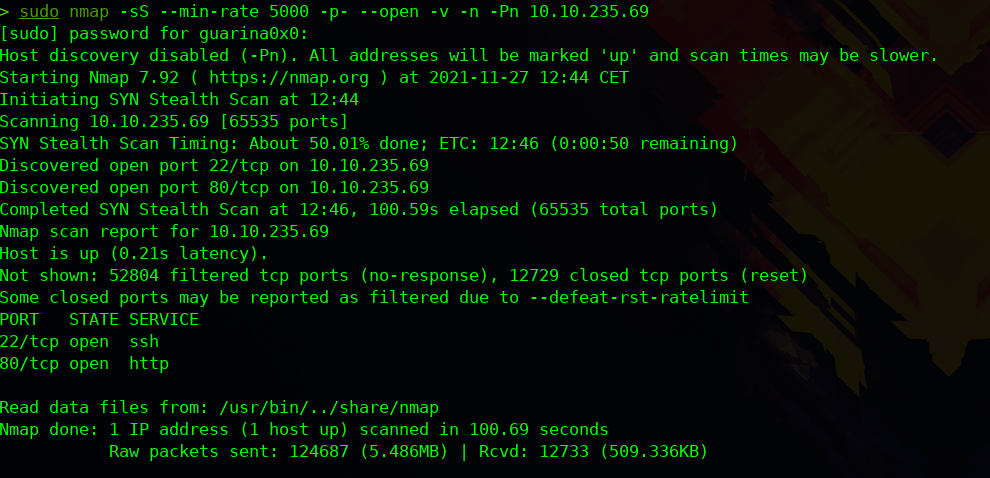 > sudo nmap -sS --min-rate 5000 -p- --open -v -n -Pn 10.10.235.69
[sudo] password for guarina0x0:
Host discovery disabled (-Pn). All addresses will be marked 'up' and scan times may be slower.
Starting Nmap 7.92 ( https://nmap.org ) at 2021-11-27 12:44 CET
Initiating SYN Stealth Scan at 12:44
Scanning 10.10.235.69 [65535 ports]
SYN Stealth Scan Timing: About 50.01% done; ETC: 12:46 (0:00:50 remaining)
Discovered open port 22/tcp on 10.10.235.69
Discovered open port 80/tcp on 10.10.235.69
Completed SYN Stealth Scan at 12:46, 100.59s elapsed (65535 total ports)
Nmap scan report for 10.10.235.69
Host is up (0.21s latency).
Not shown: 52804 filtered tcp ports (no-response), 12729 closed tcp ports (reset)
Some closed ports may be reported as filtered due to --defeat-rst-ratelimit
PORT   STATE SERVICE
22/tcp open  ssh
80/tcp open  http

Read data files from: /usr/bin/../share/nmap
Nmap done: 1 IP address (1 host up) scanned in 100.69 seconds
           Raw packets sent: 124687 (5.486MB) | Rcvd: 12733 (509.336KB)